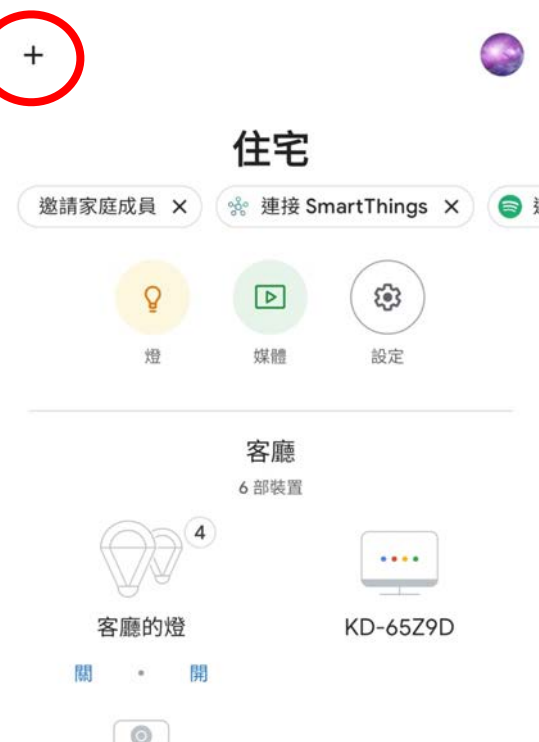 +
住宅
邀請家庭成員 × 連接 SmartThings ×
燈 媒體 設定
客廳
6 部裝置
4
客廳的燈 KD-65Z9D
關 • 開